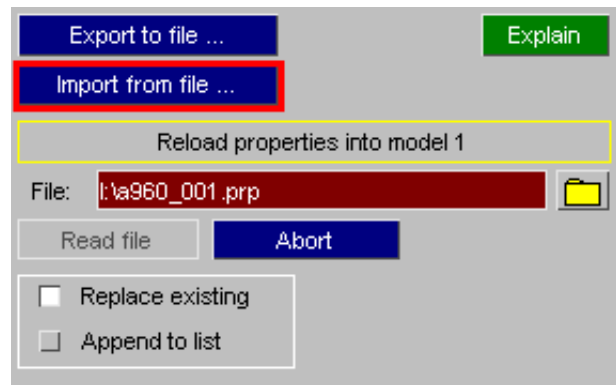 Export to file ...
Explain
Import from file ...
Reload properties into model 1
File: I:\a960_001.prp
Read file
Abort
Replace existing
Append to list